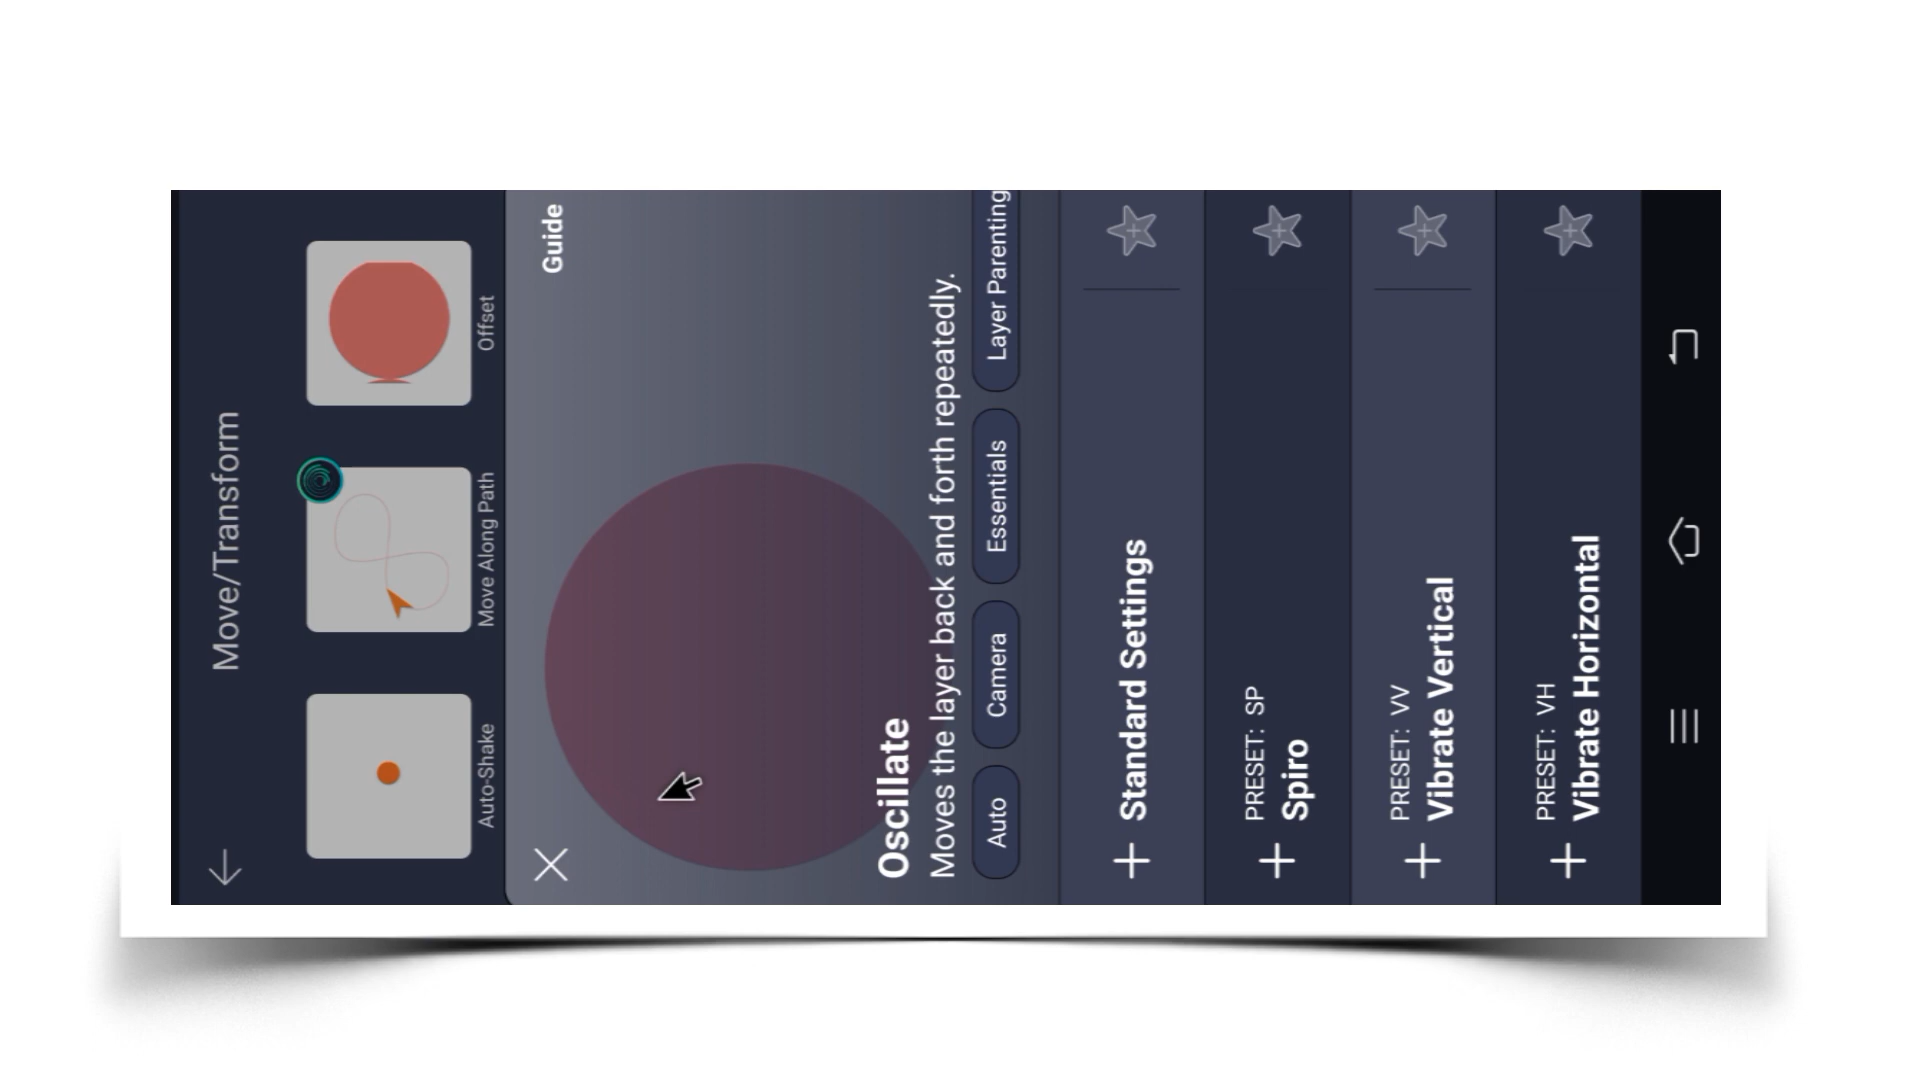 Move/Transform
Auto-Shake
Move Along Path
Offset
Guide
Oscillate
Moves the layer back and forth repeatedly.
Auto
Camera
Essentials
Layer Parenting
Standard Settings
PRESET: SP
Spiro
PRESET: VV
Vibrate Vertical
PRESET: VH
Vibrate Horizontal